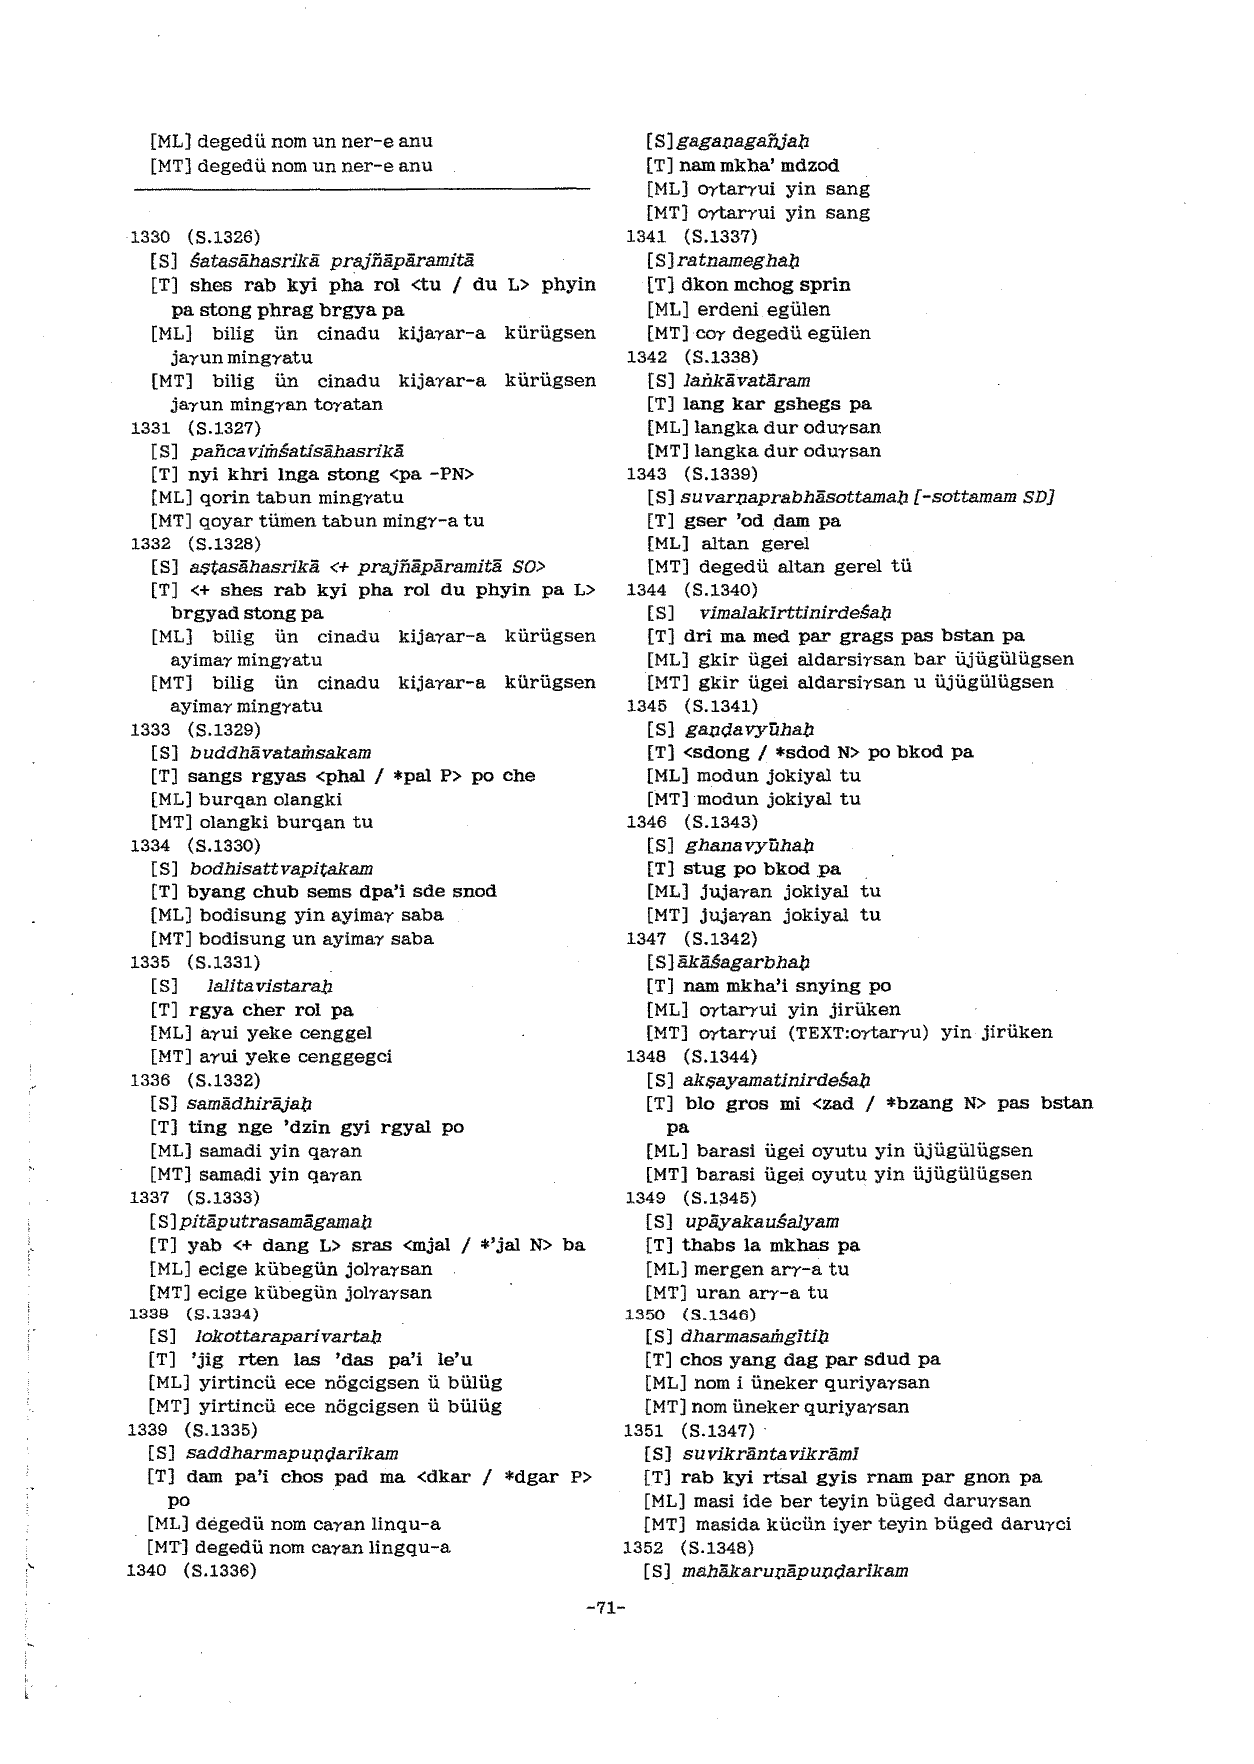 [ML] degedü nom un ner-e anu
[MT] degedü nom un ner-e anu
1330 (S.1326)
[S] śatasāhasrikā prajñāpāramitā
[T] shes rab kyi pha rol <tu / du L> phyin
pa stong phrag brgya pa
[ML] bilig ün cinadu kijaγar-a kürügsen
jaγun mingγatu
[MT] bilig ün cinadu kijaγar-a kürügsen
jaγun mingγan toγatan
1331 (S.1327)
[S] pañcaviṁśatisāhasrikā
[T] nyi khri lnga stong <pa -PN>
[ML] qorin tabun mingγatu
[MT] qoyar tümen tabun mingγ-a tu
1332 (S.1328)
[S] aṣṭasāhasrikā <+ prajñāpāramitā SO>
[T] <+ shes rab kyi pha rol du phyin pa L>
brgyad stong pa
[ML] bilig ün cinadu kijaγar-a kürügsen
ayimaγ mingγatu
[MT] bilig ün cinadu kijaγar-a kürügsen
ayimaγ mingγatu
1333 (S.1329)
[S] buddhāvataṁsakam
[T] sangs rgyas <phal / *pal P> po che
[ML] burqan olangki
[MT] olangki burqan tu
1334 (S.1330)
[S] bodhisattvapiṭakam
[T] byang chub sems dpa'i sde snod
[ML] bodisung yin ayimaγ saba
[MT] bodisung un ayimaγ saba
1335 (S.1331)
[S] lalitavistaraḥ
[T] rgya cher rol pa
[ML] aγui yeke cenggel
[MT] aγui yeke cenggegci
1336 (S.1332)
[S] samādhirājaḥ
[T] ting nge 'dzin gyi rgyal po
[ML] samadi yin qaγan
[MT] samadi yin qaγan
1337 (S.1333)
[S] pitāputrasamāgamaḥ
[T] yab <+ dang L> sras <mjal / *'jal N> ba
[ML] ecige kübegün jolγaγsan
[MT] ecige kübegün jolγaγsan
1338 (S.1334)
[S] lokottaraparivartaḥ
[T] 'jig rten las 'das pa'i le'u
[ML] yirtincü ece nögcigsen ü bülüg
[MT] yirtincü ece nögcigsen ü bülüg
1339 (S.1335)
[S] saddharmapuṇḍarīkam
[T] dam pa'i chos pad ma <dkar / *dgar P>
po
[ML] degedü nom caγan linqu-a
[MT] degedü nom caγan lingqu-a
1340 (S.1336)
[S] gagaṇagañjaḥ
[T] nam mkha' mdzod
[ML] oγtarγui yin sang
[MT] oγtarγui yin sang
1341 (S.1337)
[S] ratnameghaḥ
[T] dkon mchog sprin
[ML] erdeni egülen
[MT] coγ degedü egülen
1342 (S.1338)
[S] laṅkāvatāram
[T] lang kar gshegs pa
[ML] langka dur oduγsan
[MT] langka dur oduγsan
1343 (S.1339)
[S] suvarṇaprabhāsottamaḥ [-sottamam SD]
[T] gser 'od dam pa
[ML] altan gerel
[MT] degedü altan gerel tü
1344 (S.1340)
[S] vimalakīrttinirdeśaḥ
[T] dri ma med par grags pas bstan pa
[ML] gkir ügei aldarsiγsan bar üjügülügsen
[MT] gkir ügei aldarsiγsan u üjügülügsen
1345 (S.1341)
[S] gaṇḍavyūhaḥ
[T] <sdong / *sdod N> po bkod pa
[ML] modun jokiyal tu
[MT] modun jokiyal tu
1346 (S.1343)
[S] ghanavyūhaḥ
[T] stug po bkod pa
[ML] jujaγan jokiyal tu
[MT] jujaγan jokiyal tu
1347 (S.1342)
[S] ākāśagarbhaḥ
[T] nam mkha'i snying po
[ML] oγtarγui yin jirüken
[MT] oγtarγui (TEXT:oγtarγu) yin jirüken
1348 (S.1344)
[S] akṣayamatinirdeśaḥ
[T] blo gros mi <zad / *bzang N> pas bstan
pa
[ML] barasi ügei oyutu yin üjügülügsen
[MT] barasi ügei oyutu yin üjügülügsen
1349 (S.1345)
[S] upāyakauśalyam
[T] thabs la mkhas pa
[ML] mergen arγ-a tu
[MT] uran arγ-a tu
1350 (S.1346)
[S] dharmasaṁgītiḥ
[T] chos yang dag par sdud pa
[ML] nom i üneker quriyaγsan
[MT] nom üneker quriyaγsan
1351 (S.1347)
[S] suvikrāntavikrāmī
[T] rab kyi rtsal gyis rnam par gnon pa
[ML] masi ide ber teyin büged daruγsan
[MT] masida kücün iyer teyin büged daruγci
1352 (S.1348)
[S] mahākaruṇāpuṇḍarīkam
-71-